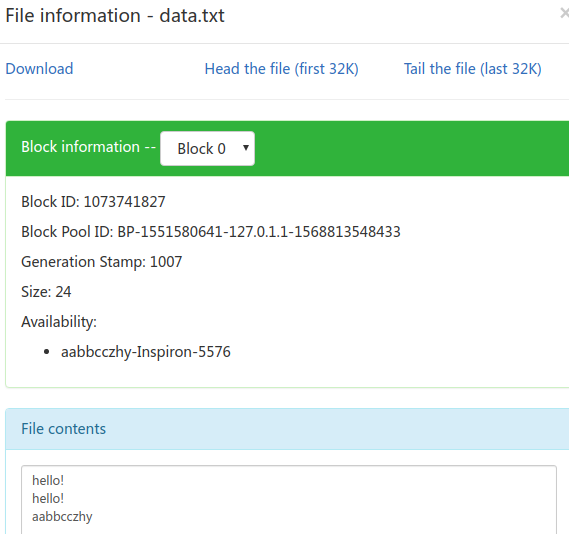 File information - data.txt
×
Download Head the file (first 32K) Tail the file (last 32K)
Block information -- Block 0
Block ID: 1073741827
Block Pool ID: BP-1551580641-127.0.1.1-1568813548433
Generation Stamp: 1007
Size: 24
Availability:
• aabbcczhy-Inspiron-5576
File contents
hello!
hello!
aabbcczhy